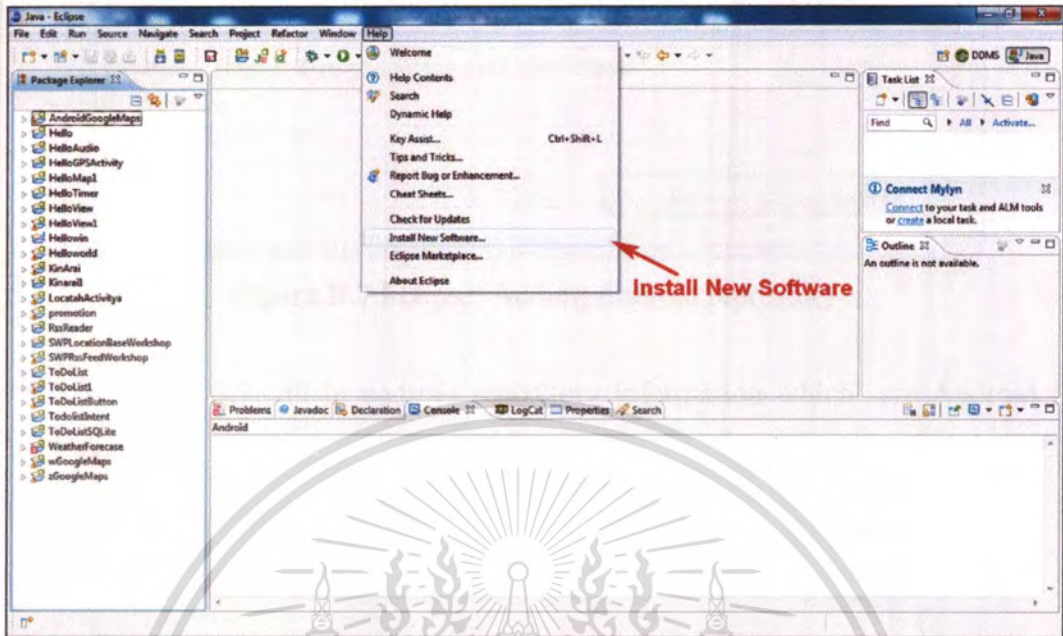 Java - Eclipse
File Edit Run Source Navigate Search Project Refactor Window Help
DDMS Java
Package Explorer
AndroidGoogleMaps
Hello
HelloAudio
HelloGPSActivity
HelloMap1
HelloTimer
HelloView
HelloView1
Hellowin
Helloworld
KinArai
Kinarai1
LocatahActivitya
promotion
RssReader
SWPLocationBaseWorkshop
SWPRssFeedWorkshop
ToDoList
ToDoList1
ToDoListButton
TodolistIntent
ToDoListSQLite
WeatherForecase
wGoogleMaps
zGoogleMaps
Welcome
Help Contents
Search
Dynamic Help
Key Assist... Ctrl+Shift+L
Tips and Tricks...
Report Bug or Enhancement...
Cheat Sheets...
Check for Updates
Install New Software...
Eclipse Marketplace...
About Eclipse
Install New Software
Task List
Find All Activate...
Connect Mylyn
Connect to your task and ALM tools
or create a local task.
Outline
An outline is not available.
Problems Javadoc Declaration Console LogCat Properties Search
Android